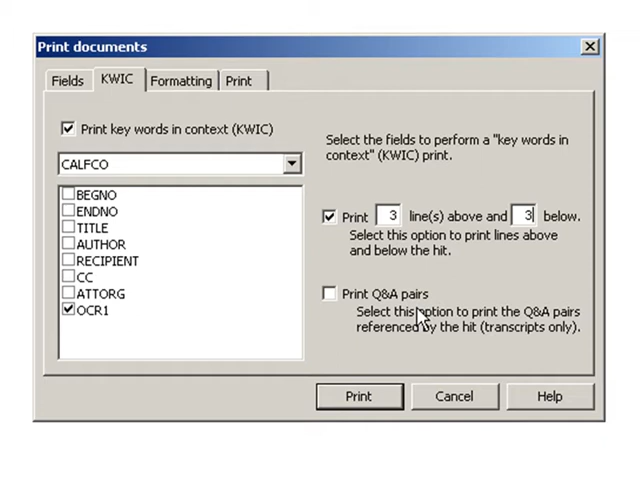 Print documents
Fields KWIC Formatting Print
Print key words in context (KWIC)
CALFCO
BEGNO
ENDNO
TITLE
AUTHOR
RECIPIENT
CC
ATTORG
OCR1
Select the fields to perform a "key words in
context" (KWIC) print.
Print 3 line(s) above and 3 below.
Select this option to print lines above
and below the hit.
Print Q&A pairs
Select this option to print the Q&A pairs
referenced by the hit (transcripts only).
Print Cancel Help